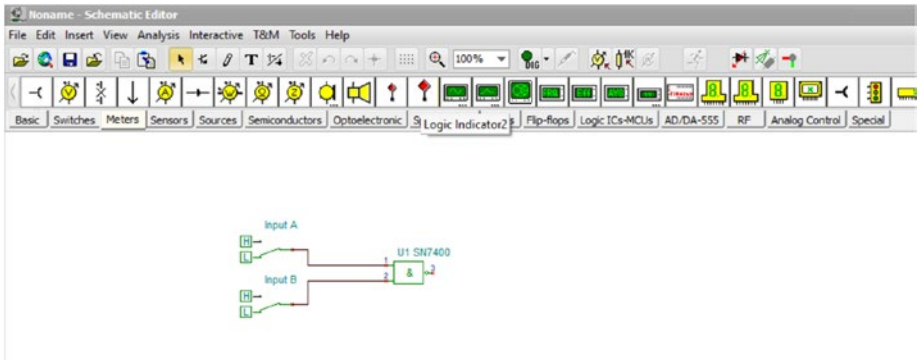 Noname - Schematic Editor
File Edit Insert View Analysis Interactive T&M Tools Help
T 100% DIG
Basic Switches Meters Sensors Sources Semiconductors Optoelectronic Flip-flops Logic ICs-MCUs AD/DA-555 RF Analog Control Special
Logic Indicator2
Input A
H
L
U1 SN7400
1
2
&
3
Input B
H
L